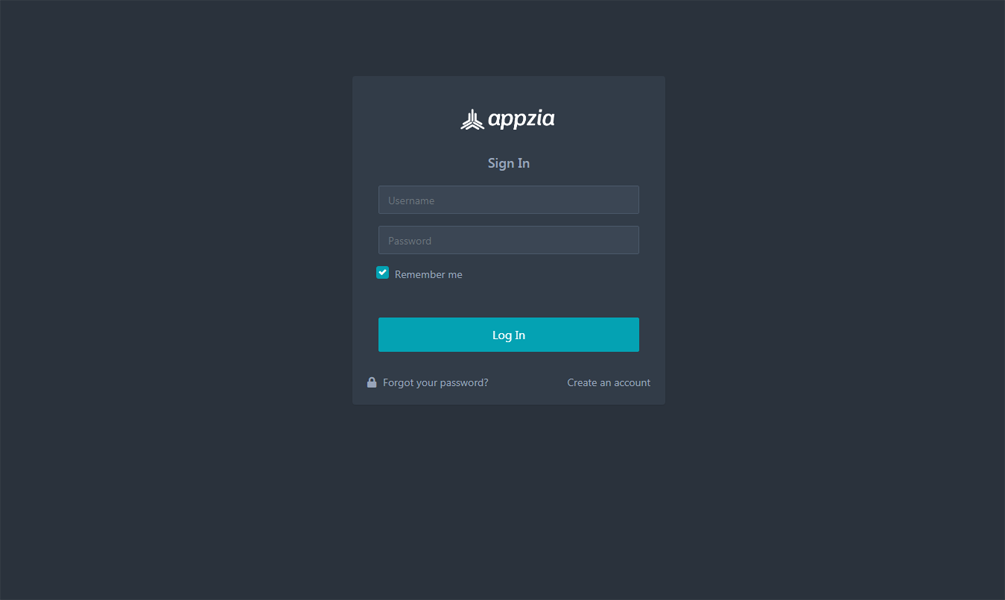 appzia
Sign In
Username
Password
Remember me
Log In
Forgot your password? Create an account